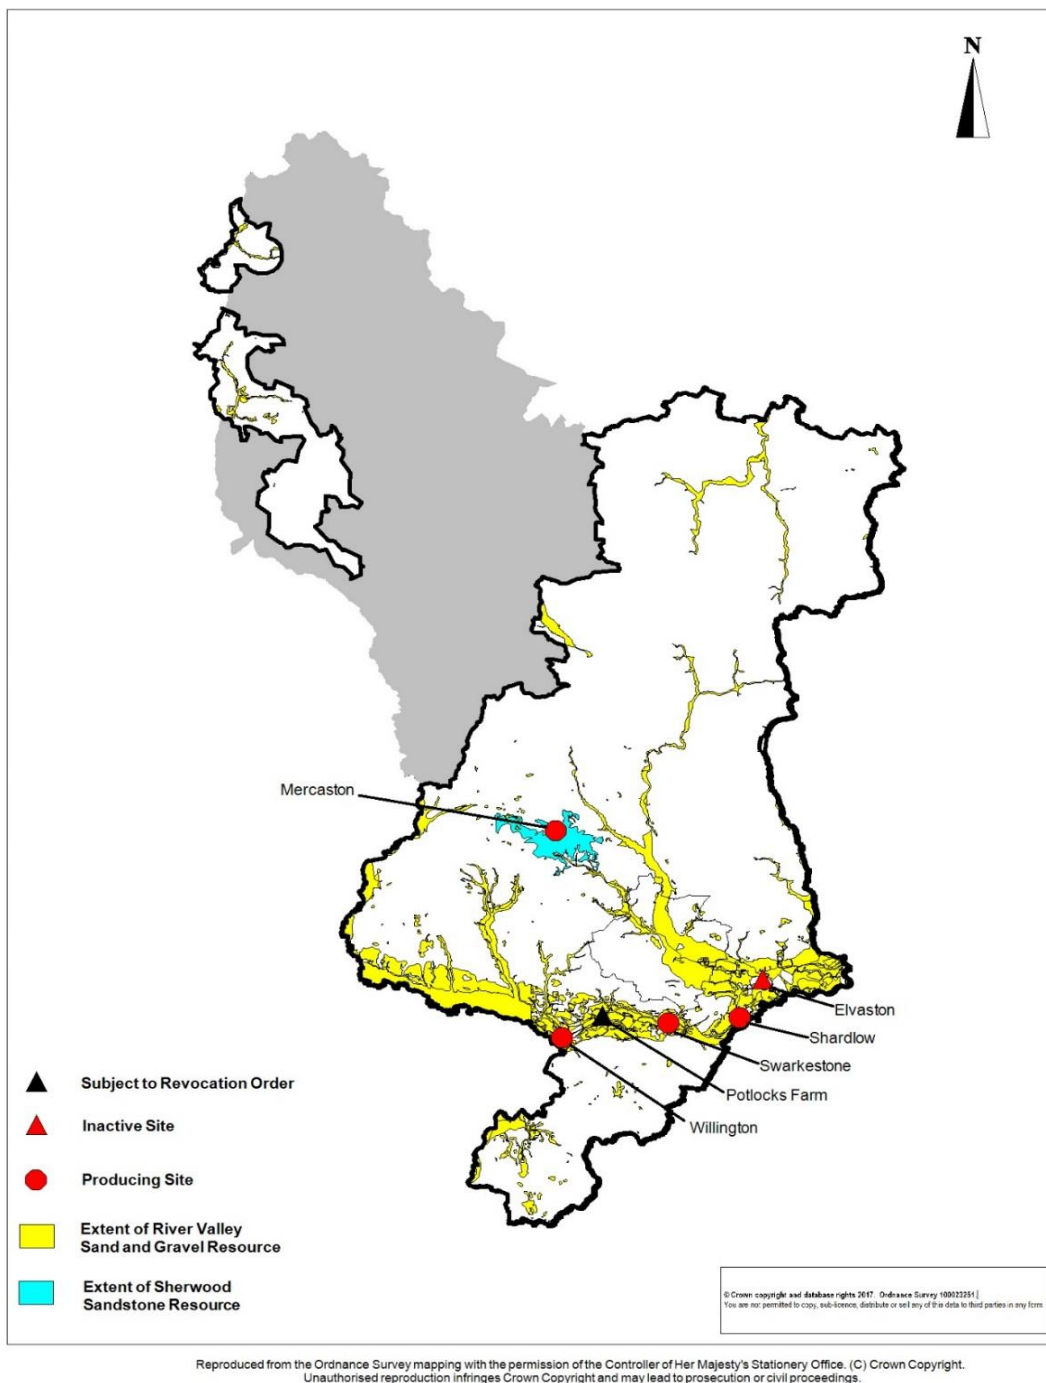 N
Mercaston
Elvaston
Shardlow
Swarkestone
Potlocks Farm
Willington
Subject to Revocation Order
Inactive Site
Producing Site
Extent of River Valley
Sand and Gravel Resource
Extent of Sherwood
Sandstone Resource
© Crown copyright and database rights 2017. Ordnance Survey 100023251.
You are not permitted to copy, sub-licence, distribute or sell any of this data to third parties in any form
Reproduced from the Ordnance Survey mapping with the permission of the Controller of Her Majesty's Stationery Office. (C) Crown Copyright.
Unauthorised reproduction infringes Crown Copyright and may lead to prosecution or civil proceedings.